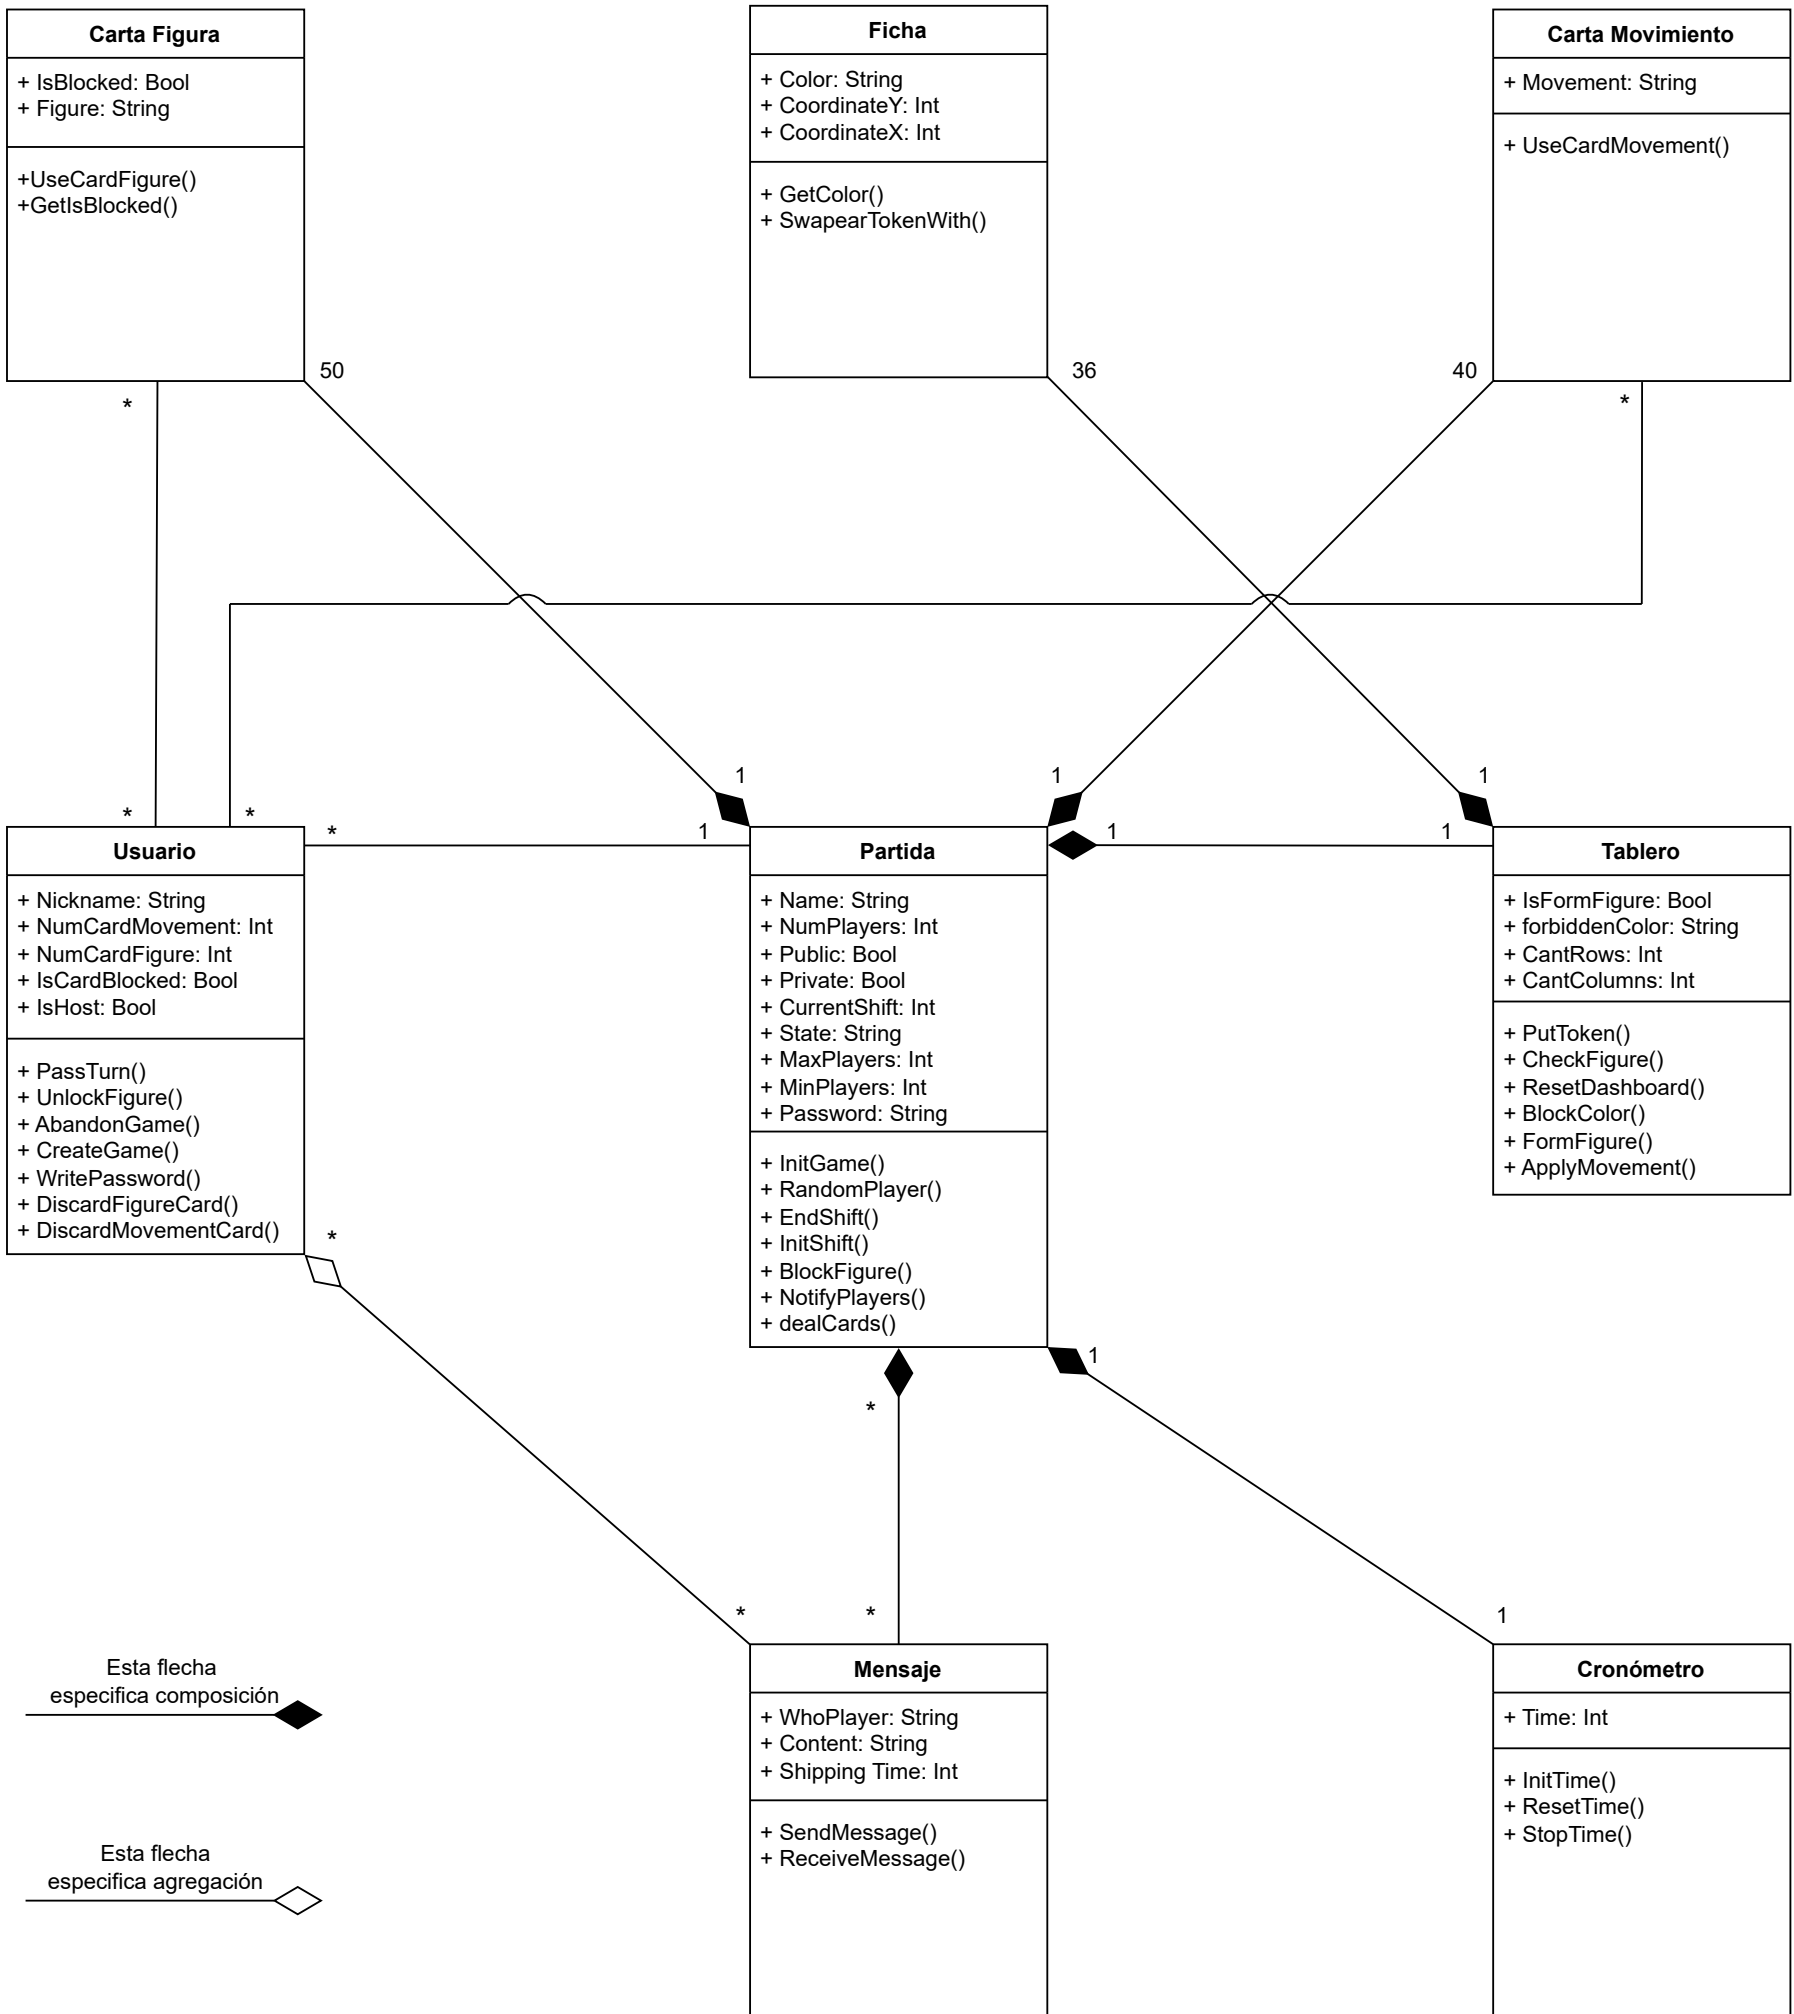 Carta Figura
+ IsBlocked: Bool
+ Figure: String
+UseCardFigure()
+GetIsBlocked()
Ficha
+ Color: String
+ CoordinateY: Int
+ CoordinateX: Int
+ GetColor()
+ SwapearTokenWith()
Carta Movimiento
+ Movement: String
+ UseCardMovement()
50
36
40
*
*
1
1
1
*
*
*
1
1
1
Usuario
+ Nickname: String
+ NumCardMovement: Int
+ NumCardFigure: Int
+ IsCardBlocked: Bool
+ IsHost: Bool
+ PassTurn()
+ UnlockFigure()
+ AbandonGame()
+ CreateGame()
+ WritePassword()
+ DiscardFigureCard()
+ DiscardMovementCard()
Partida
+ Name: String
+ NumPlayers: Int
+ Public: Bool
+ Private: Bool
+ CurrentShift: Int
+ State: String
+ MaxPlayers: Int
+ MinPlayers: Int
+ Password: String
+ InitGame()
+ RandomPlayer()
+ EndShift()
+ InitShift()
+ BlockFigure()
+ NotifyPlayers()
+ dealCards()
Tablero
+ IsFormFigure: Bool
+ forbiddenColor: String
+ CantRows: Int
+ CantColumns: Int
+ PutToken()
+ CheckFigure()
+ ResetDashboard()
+ BlockColor()
+ FormFigure()
+ ApplyMovement()
*
1
*
*
*
1
Esta flecha
especifica composición
Esta flecha
especifica agregación
Mensaje
+ WhoPlayer: String
+ Content: String
+ Shipping Time: Int
+ SendMessage()
+ ReceiveMessage()
Cronómetro
+ Time: Int
+ InitTime()
+ ResetTime()
+ StopTime()